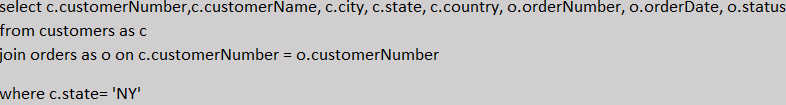 select c.customerNumber,c.customerName, c.city, c.state, c.country, o.orderNumber, o.orderDate, o.status
from customers as c
join orders as o on c.customerNumber = o.customerNumber
where c.state= 'NY'